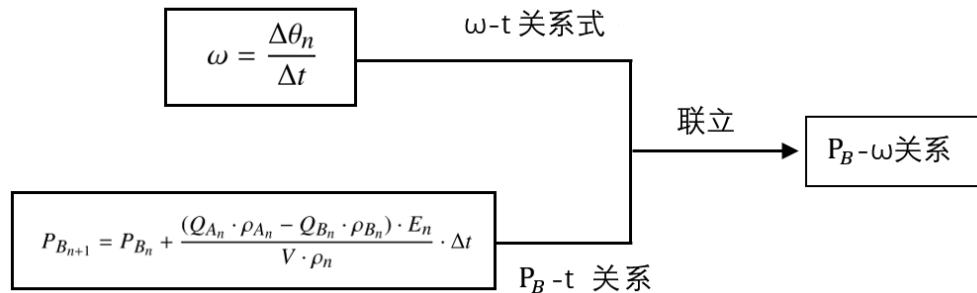 ω-t 关系式
ω = Δθₙ / Δt
联立
P_B-ω关系
P_{B_{n+1}} = P_{B_n} + (Q_{A_n} · ρ_{A_n} − Q_{B_n} · ρ_{B_n}) · E_n / (V · ρ_n) · Δt
P_B-t 关系